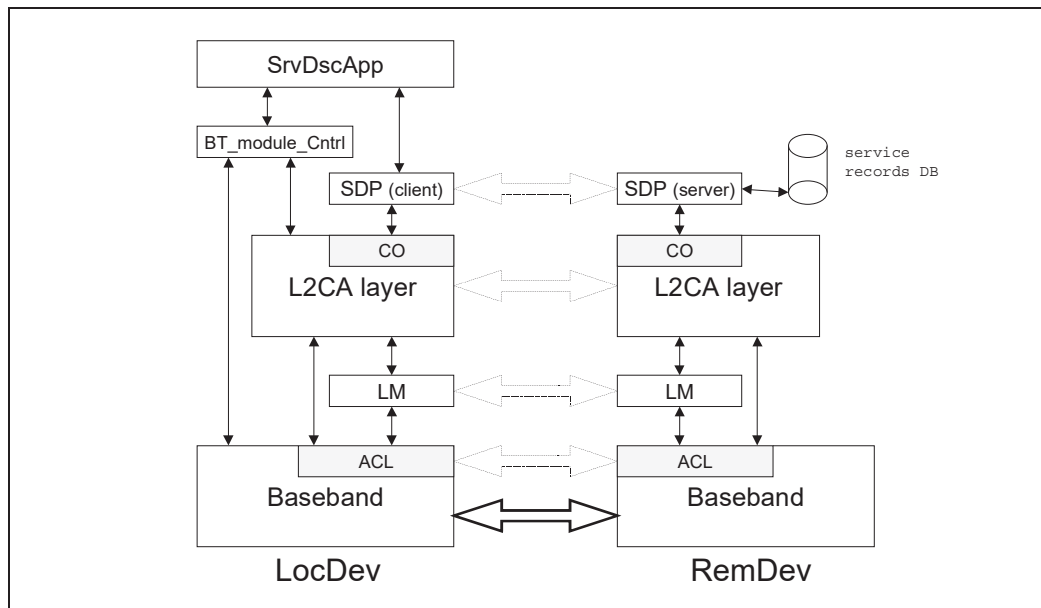 SrvDscApp
BT_module_Cntrl
service
records DB
SDP (client)
SDP (server)
CO
CO
L2CA layer
L2CA layer
LM
LM
ACL
ACL
Baseband
Baseband
LocDev
RemDev